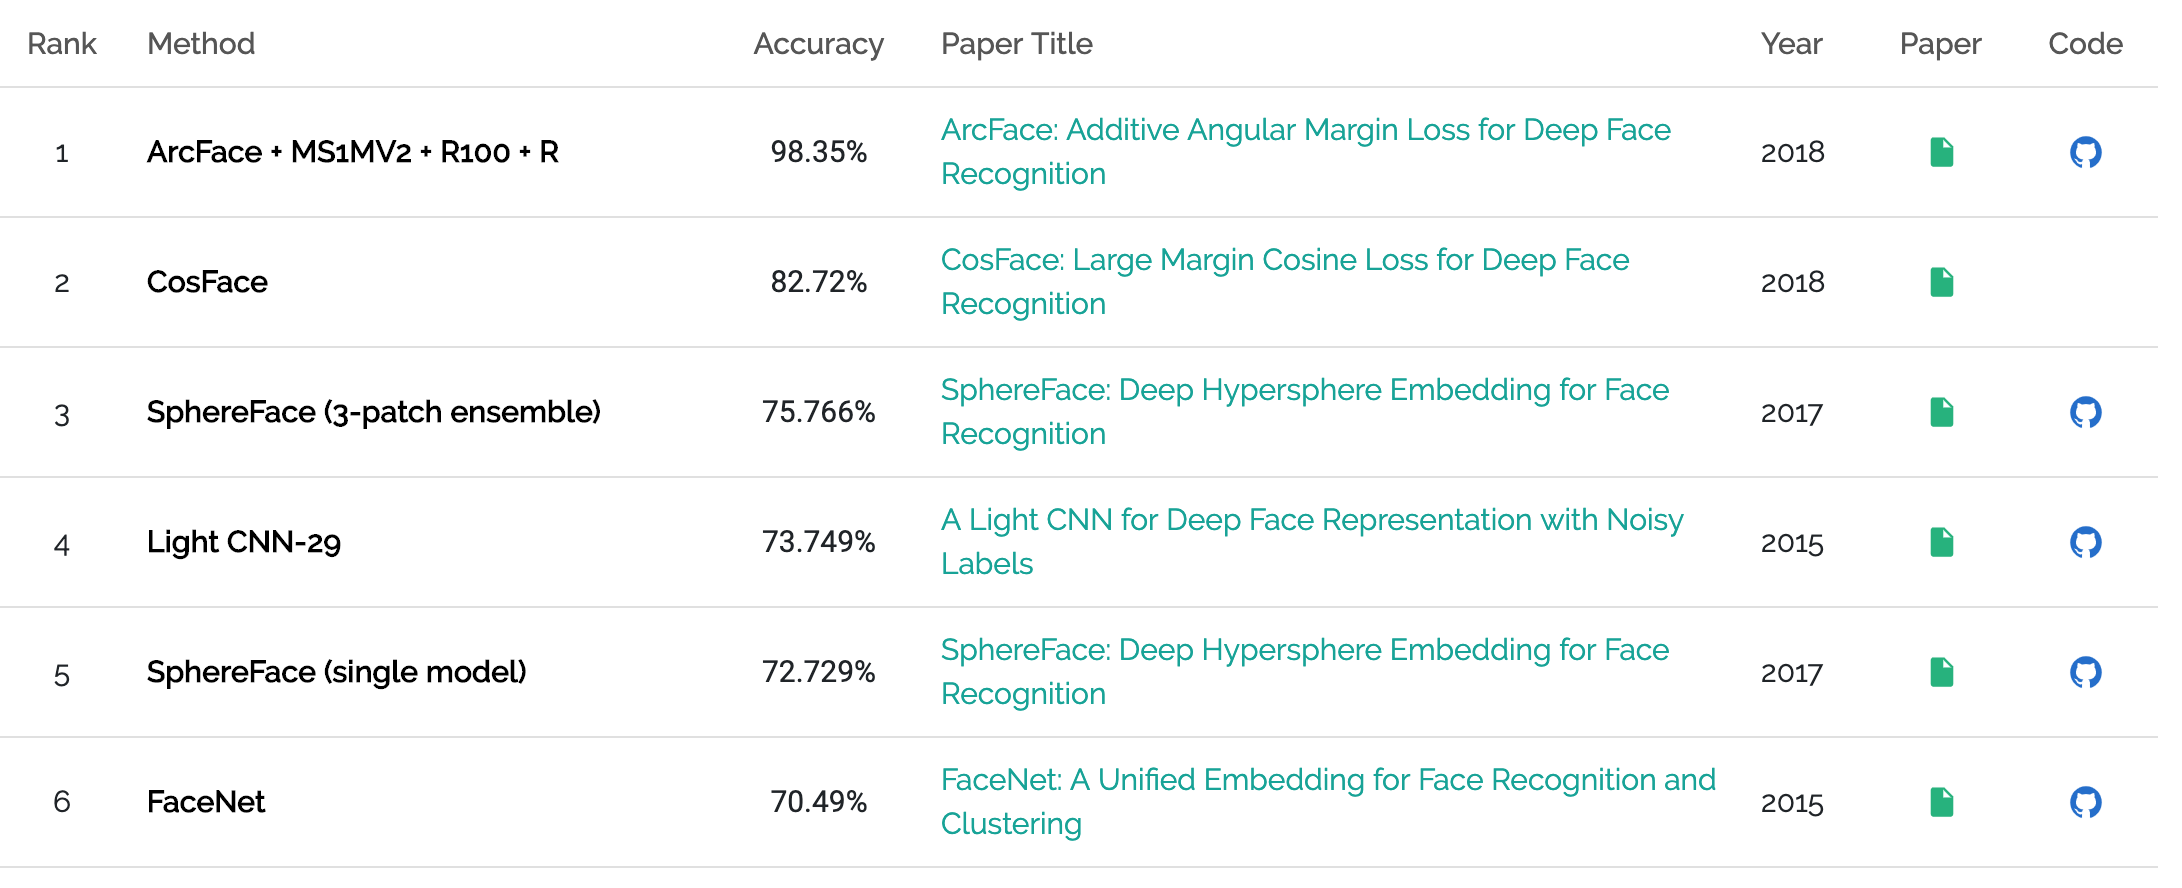 Rank Method Accuracy Paper Title Year Paper Code
1 ArcFace + MS1MV2 + R100 + R 98.35% ArcFace: Additive Angular Margin Loss for Deep Face Recognition 2018
2 CosFace 82.72% CosFace: Large Margin Cosine Loss for Deep Face Recognition 2018
3 SphereFace (3-patch ensemble) 75.766% SphereFace: Deep Hypersphere Embedding for Face Recognition 2017
4 Light CNN-29 73.749% A Light CNN for Deep Face Representation with Noisy Labels 2015
5 SphereFace (single model) 72.729% SphereFace: Deep Hypersphere Embedding for Face Recognition 2017
6 FaceNet 70.49% FaceNet: A Unified Embedding for Face Recognition and Clustering 2015